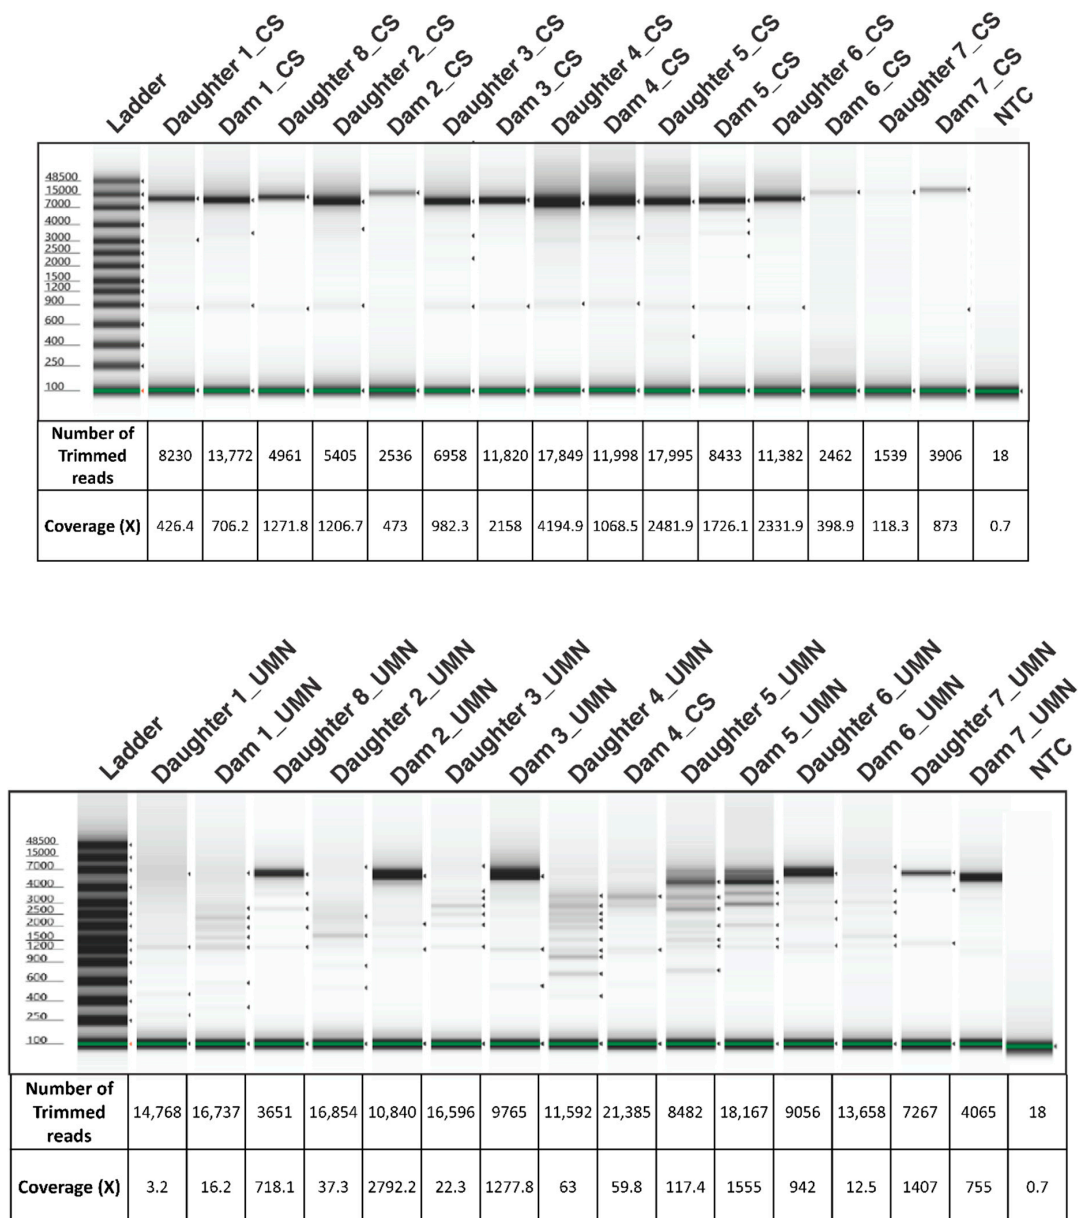 Ladder
Daughter 1_CS
Dam 1_CS
Daughter 8_CS
Daughter 2_CS
Dam 2_CS
Daughter 3_CS
Dam 3_CS
Daughter 4_CS
Dam 4_CS
Daughter 5_CS
Dam 5_CS
Daughter 6_CS
Dam 6_CS
Daughter 7_CS
Dam 7_CS
NTC
48500
15000
7000
4000
3000
2500
2000
1500
1200
900
600
400
250
100
Number of
Trimmed
reads
8230 13,772 4961 5405 2536 6958 11,820 17,849 11,998 17,995 8433 11,382 2462 1539 3906 18
Coverage (X) 426.4 706.2 1271.8 1206.7 473 982.3 2158 4194.9 1068.5 2481.9 1726.1 2331.9 398.9 118.3 873 0.7
Ladder
Daughter 1_UMN
Dam 1_UMN
Daughter 8_UMN
Daughter 2_UMN
Dam 2_UMN
Daughter 3_UMN
Dam 3_UMN
Daughter 4_UMN
Dam 4_CS
Daughter 5_UMN
Dam 5_UMN
Daughter 6_UMN
Dam 6_UMN
Daughter 7_UMN
Dam 7_UMN
NTC
48500
15000
7000
4000
3000
2500
2000
1500
1200
900
600
400
250
100
Number of
Trimmed
reads
14,768 16,737 3651 16,854 10,840 16,596 9765 11,592 21,385 8482 18,167 9056 13,658 7267 4065 18
Coverage (X) 3.2 16.2 718.1 37.3 2792.2 22.3 1277.8 63 59.8 117.4 1555 942 12.5 1407 755 0.7